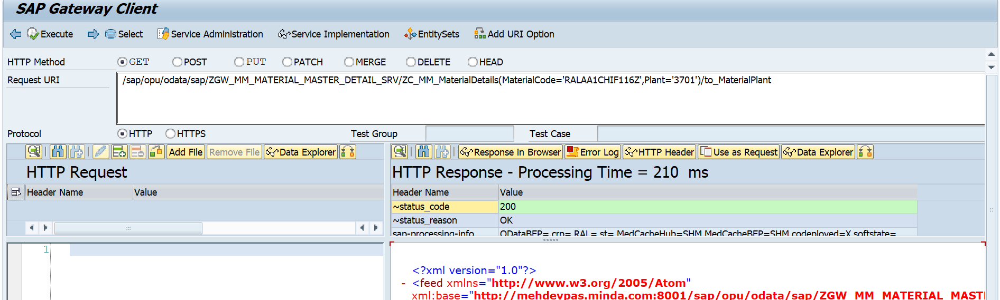 SAP Gateway Client
Execute Select Service Administration Service Implementation EntitySets Add URI Option
HTTP Method GET POST PUT PATCH MERGE DELETE HEAD
Request URI /sap/opu/odata/sap/ZGW_MM_MATERIAL_MASTER_DETAIL_SRV/ZC_MM_MaterialDetails(MaterialCode='RALAA1CHIF116Z',Plant='3701')/to_MaterialPlant
Protocol HTTP HTTPS Test Group Test Case
Add File Remove File Data Explorer Response in Browser Error Log HTTP Header Use as Request Data Explorer
HTTP Request HTTP Response - Processing Time = 210 ms
Header Name Value Header Name Value
~status_code 200
~status_reason OK
sap-processing-info ODataBEP= crp= RAL= st= MedCacheHub=SHM MedCacheBEP=SHM codeployed=X softstate=
1
<?xml version="1.0"?>
- <feed xmlns="http://www.w3.org/2005/Atom"
xml:base="http://mehdevpas.minda.com:8001/sap/opu/odata/sap/ZGW_MM_MATERIAL_MAST